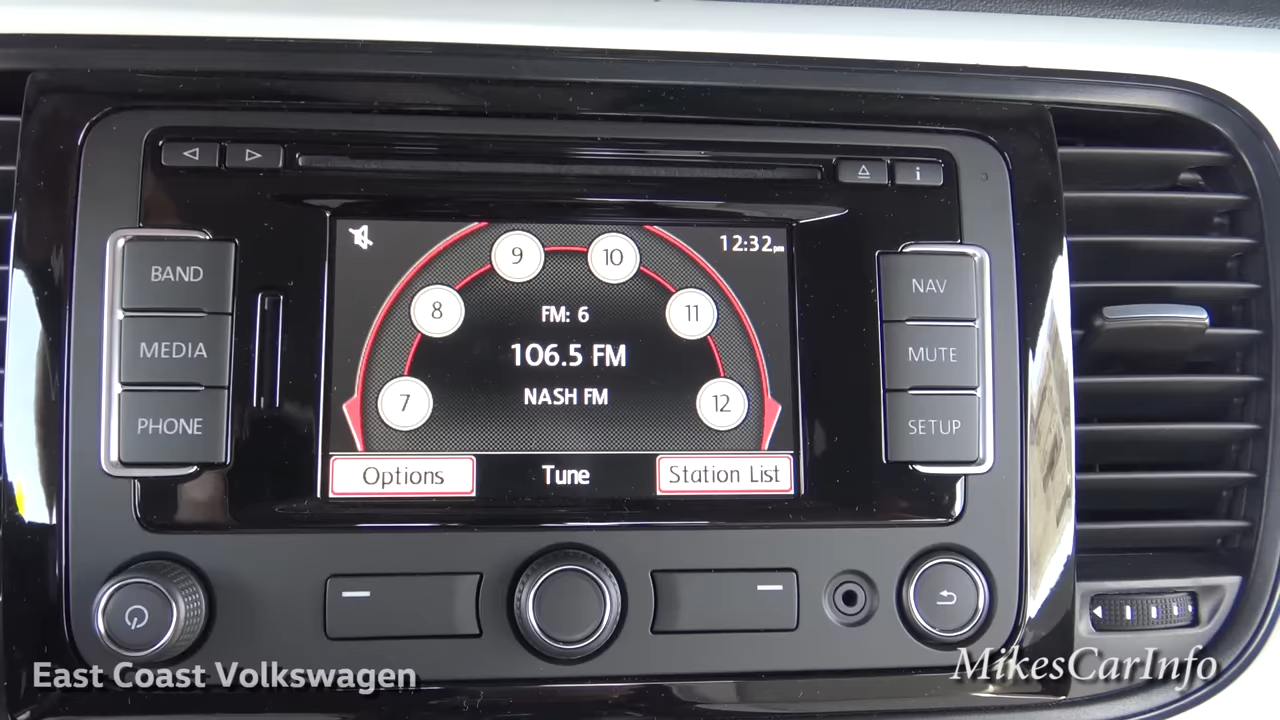 i
BAND
MEDIA
PHONE
12:32pm
9
10
8
11
FM: 6
106.5 FM
NASH FM
7
12
Options
Tune
Station List
NAV
MUTE
SETUP
East Coast Volkswagen
MikesCarInfo